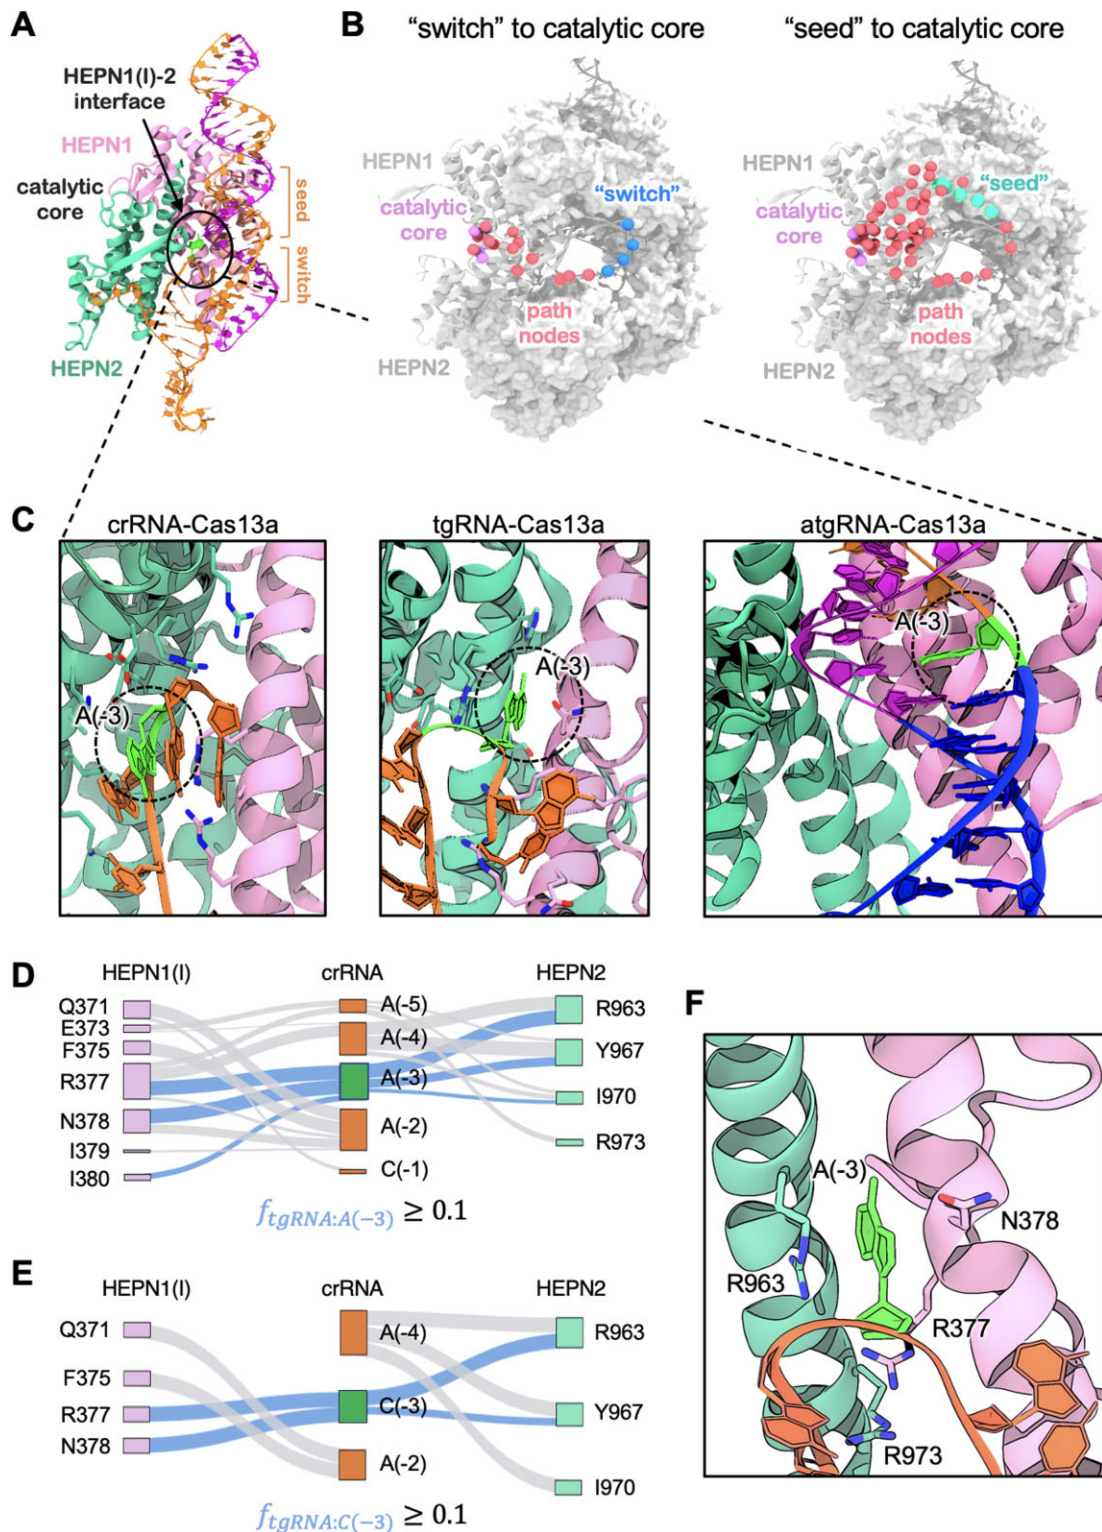 A
HEPN1(I)-2
interface
HEPN1
catalytic
core
seed
switch
HEPN2
B
"switch" to catalytic core
HEPN1
"switch"
catalytic
core
path
nodes
HEPN2
"seed" to catalytic core
HEPN1
"seed"
catalytic
core
path
nodes
HEPN2
C
crRNA-Cas13a
A(-3)
tgRNA-Cas13a
A(-3)
atgRNA-Cas13a
A(-3)
D
HEPN1(I) crRNA HEPN2
Q371
E373
F375
R377
N378
I379
I380
A(-5)
A(-4)
A(-3)
A(-2)
C(-1)
R963
Y967
I970
R973
f tgRNA:A(−3) ≥ 0.1
E
HEPN1(I) crRNA HEPN2
Q371
F375
R377
N378
A(-4)
C(-3)
A(-2)
R963
Y967
I970
f tgRNA:C(−3) ≥ 0.1
F
A(-3)
N378
R963
R377
R973